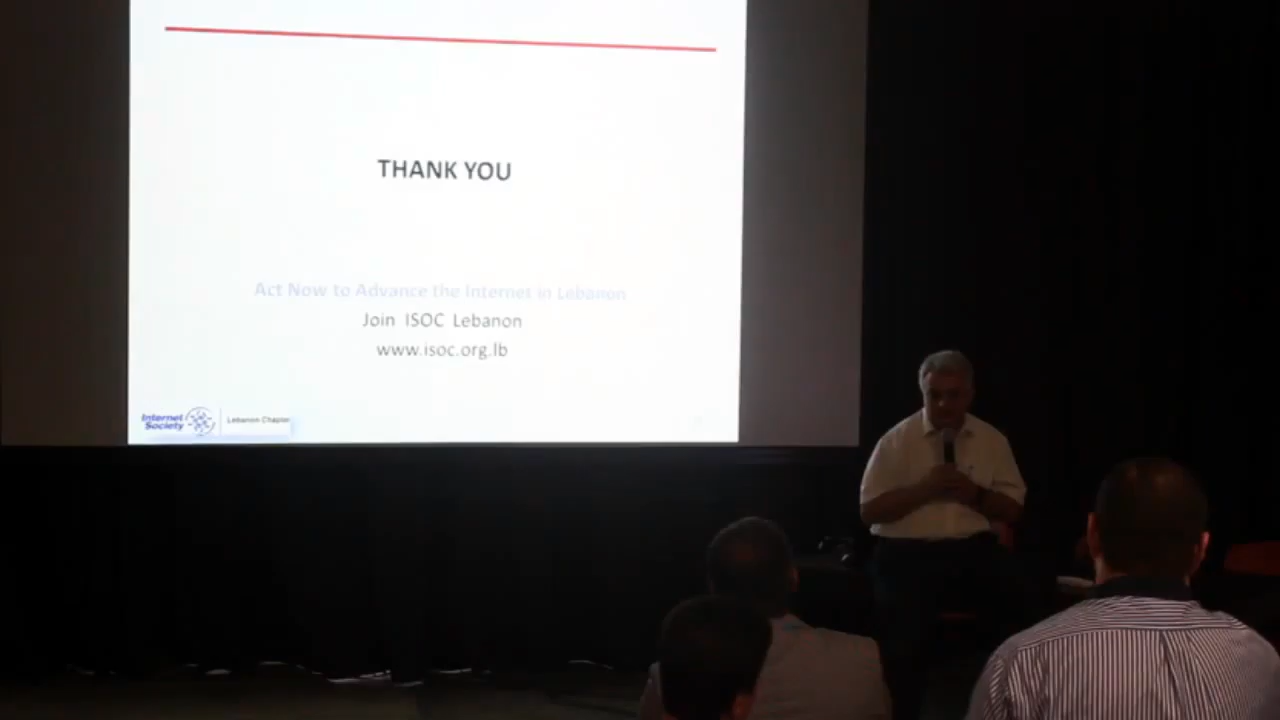 THANK YOU
Act Now to Advance the Internet in Lebanon
Join ISOC Lebanon
www.isoc.org.lb
Internet
Society
Lebanon Chapter